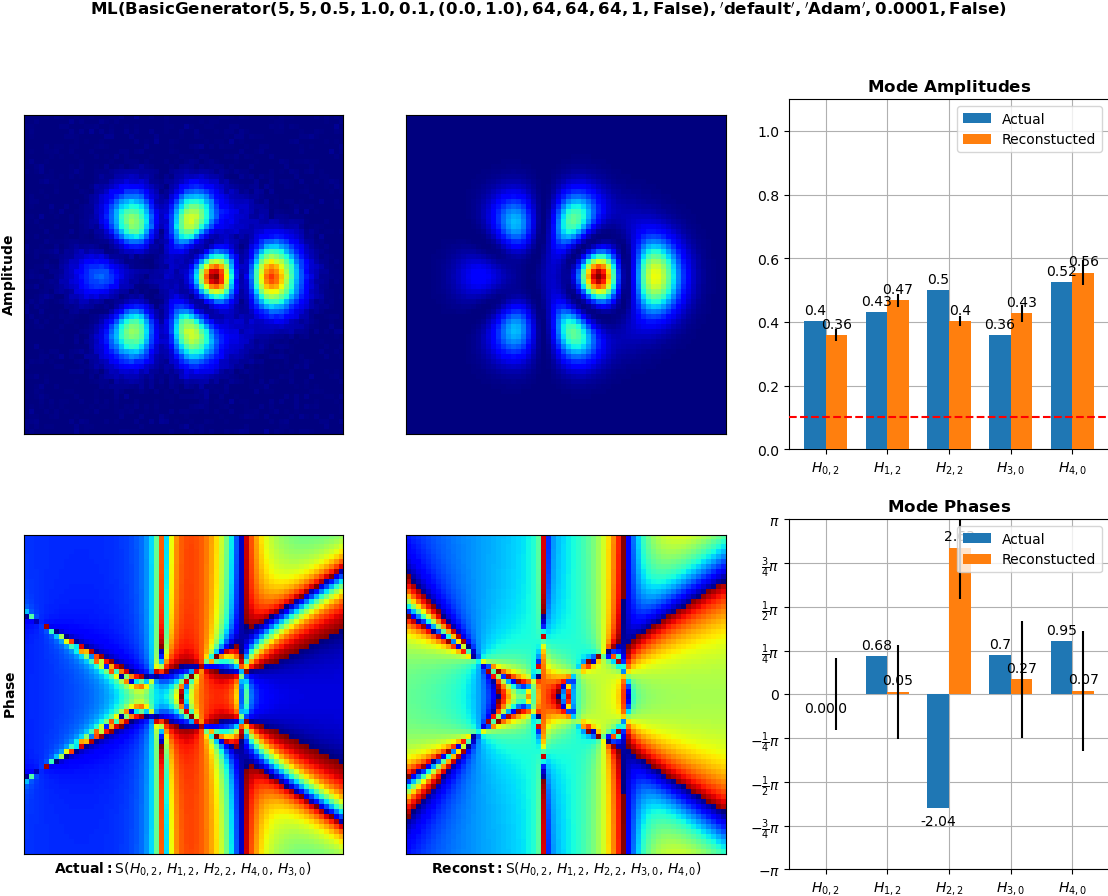 ML(BasicGenerator(5, 5, 0.5, 1.0, 0.1, (0.0, 1.0), 64, 64, 64, 1, False), 'default', 'Adam', 0.0001, False)
Mode Amplitudes
Amplitude
Actual
Reconstucted
1.0
0.8
0.6
0.4
0.2
0.0
0.4
0.36
0.43
0.47
0.5
0.4
0.36
0.43
0.52
0.56
H0,2
H1,2
H2,2
H3,0
H4,0
Mode Phases
Phase
Actual
Reconstucted
π
3/4π
1/2π
1/4π
0
−1/4π
−1/2π
−3/4π
−π
0.68
0.05
-2.04
0.7
0.27
0.95
0.07
H0,2
H1,2
H2,2
H3,0
H4,0
Actual: S(H0,2, H1,2, H2,2, H4,0, H3,0)
Reconst: S(H0,2, H1,2, H2,2, H3,0, H4,0)